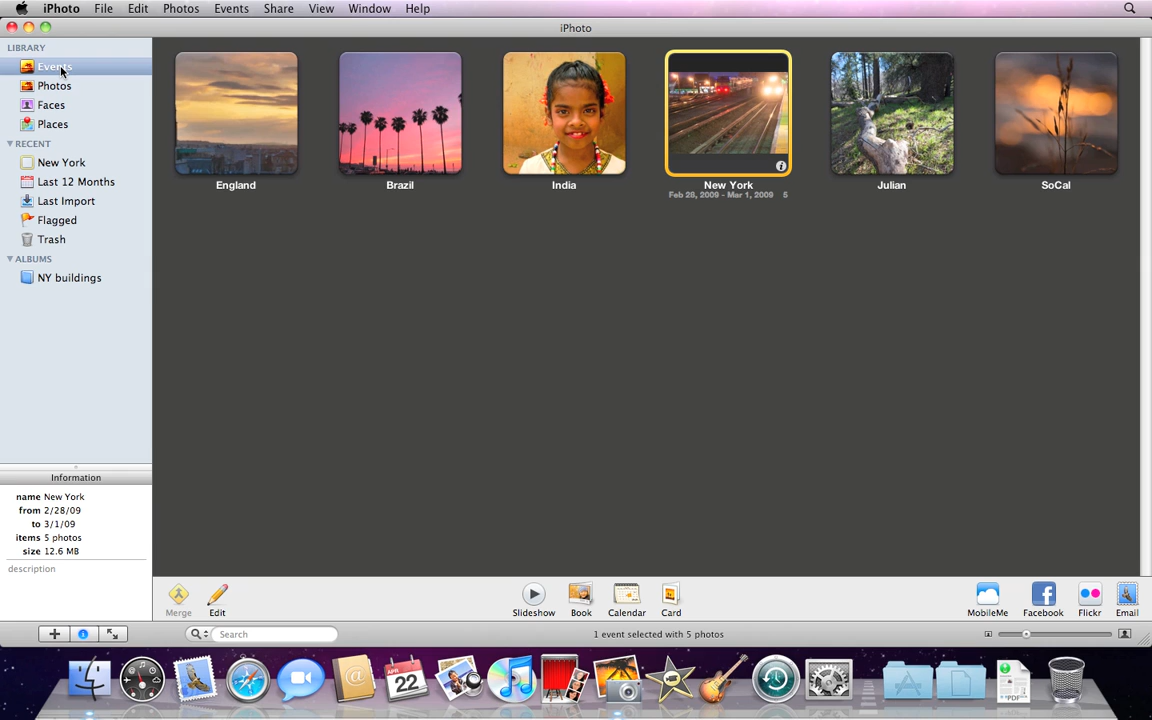 iPhoto File Edit Photos Events Share View Window Help
iPhoto
LIBRARY
Events
Photos
Faces
Places
RECENT
New York
Last 12 Months
Last Import
Flagged
Trash
ALBUMS
NY buildings
England
Brazil
India
New York
Feb 28, 2009 - Mar 1, 2009 5
Julian
SoCal
Information
name New York
from 2/28/09
to 3/1/09
items 5 photos
size 12.6 MB
description
Merge
Edit
Slideshow
Book
Calendar
Card
MobileMe
Facebook
Flickr
Email
Search
1 event selected with 5 photos
APR
22
PDF